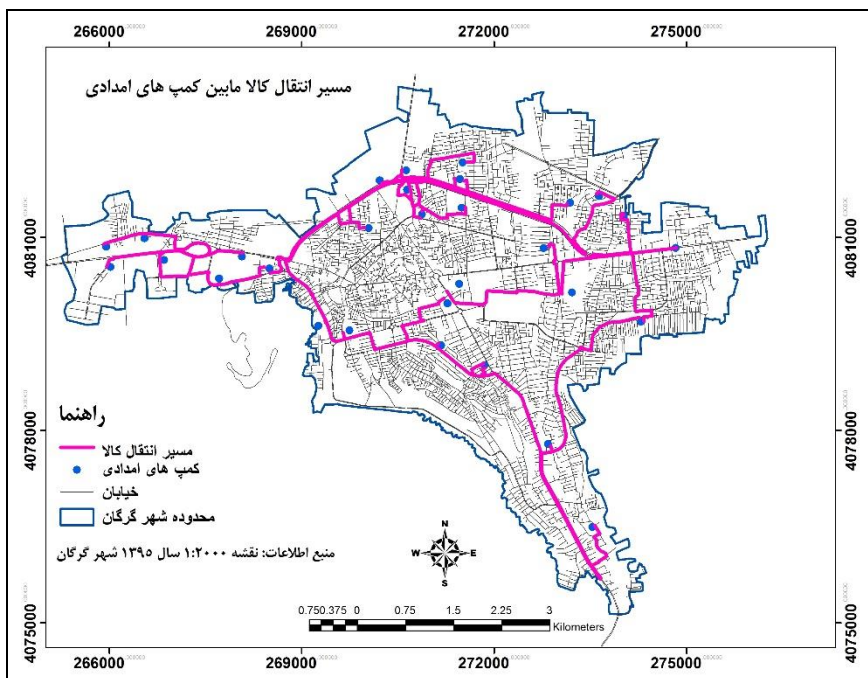 266000 269000 272000 275000
مسیر انتقال کالا مابین کمپ های امدادی
4081000 4081000
4078000 4078000
4075000 4075000
راهنما
مسیر انتقال کالا
کمپ های امدادی
خیابان
محدوده شهر گرگان
منبع اطلاعات: نقشه ۱:۲۰۰۰ سال ۱۳۹۵ شهر گرگان
N
W E
S
0.75 0.375 0 0.75 1.5 2.25 3
Kilometers
266000 269000 272000 275000